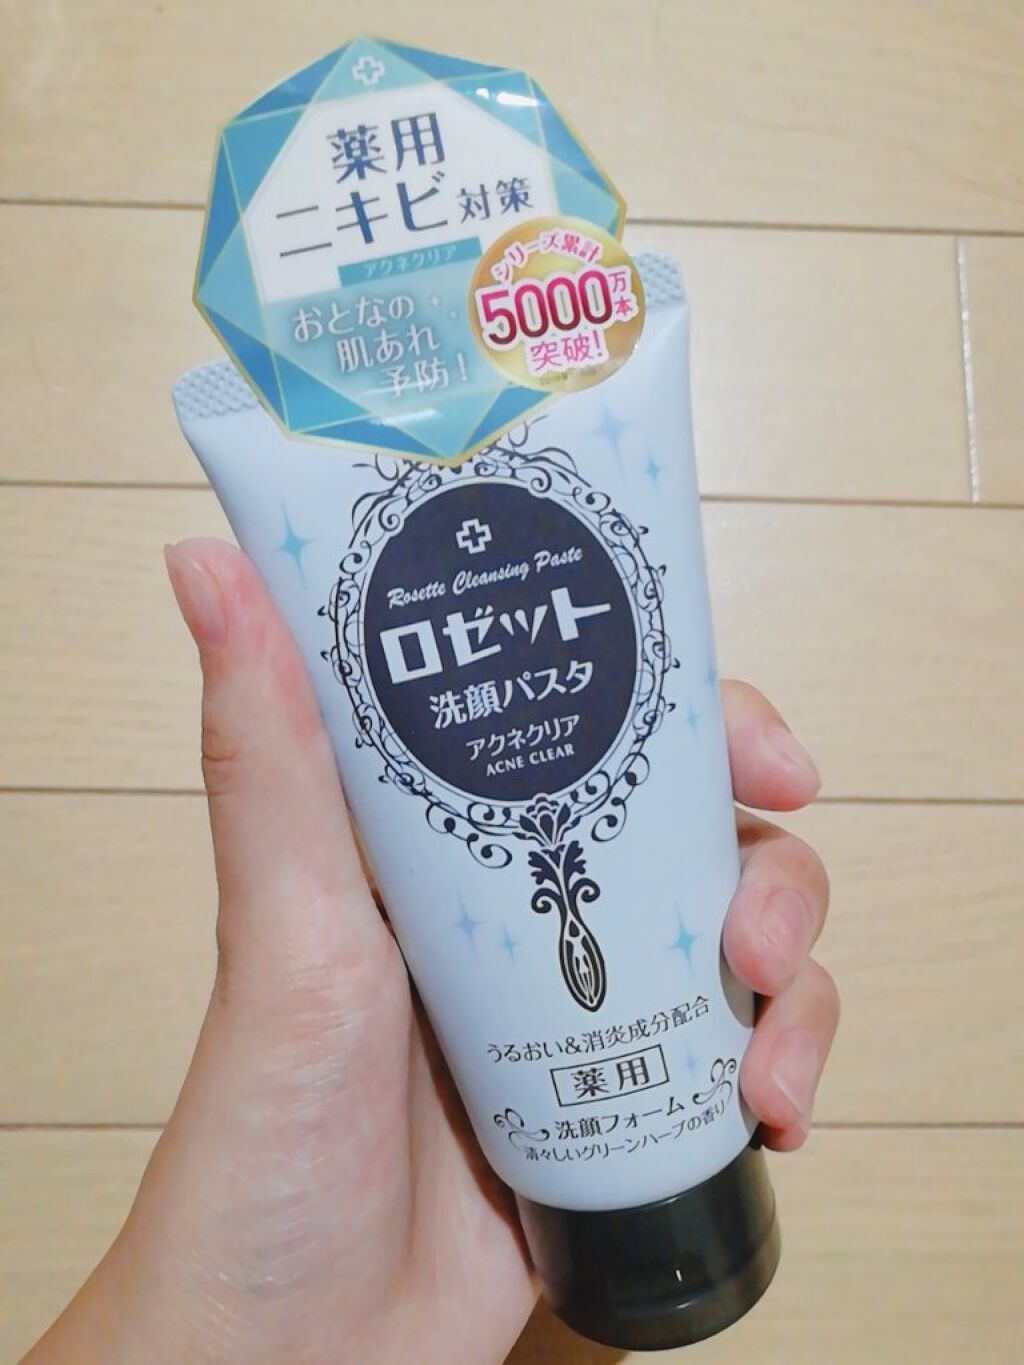 薬用
ニキビ対策
アクネクリア
おとなの
肌あれ
予防!
シリーズ累計
5000万本
突破!
Rosette Cleansing Paste
ロゼット
洗顔パスタ
アクネクリア
ACNE CLEAR
うるおい&消炎成分配合
薬用
洗顔フォーム
清々しいグリーンハーブの香り